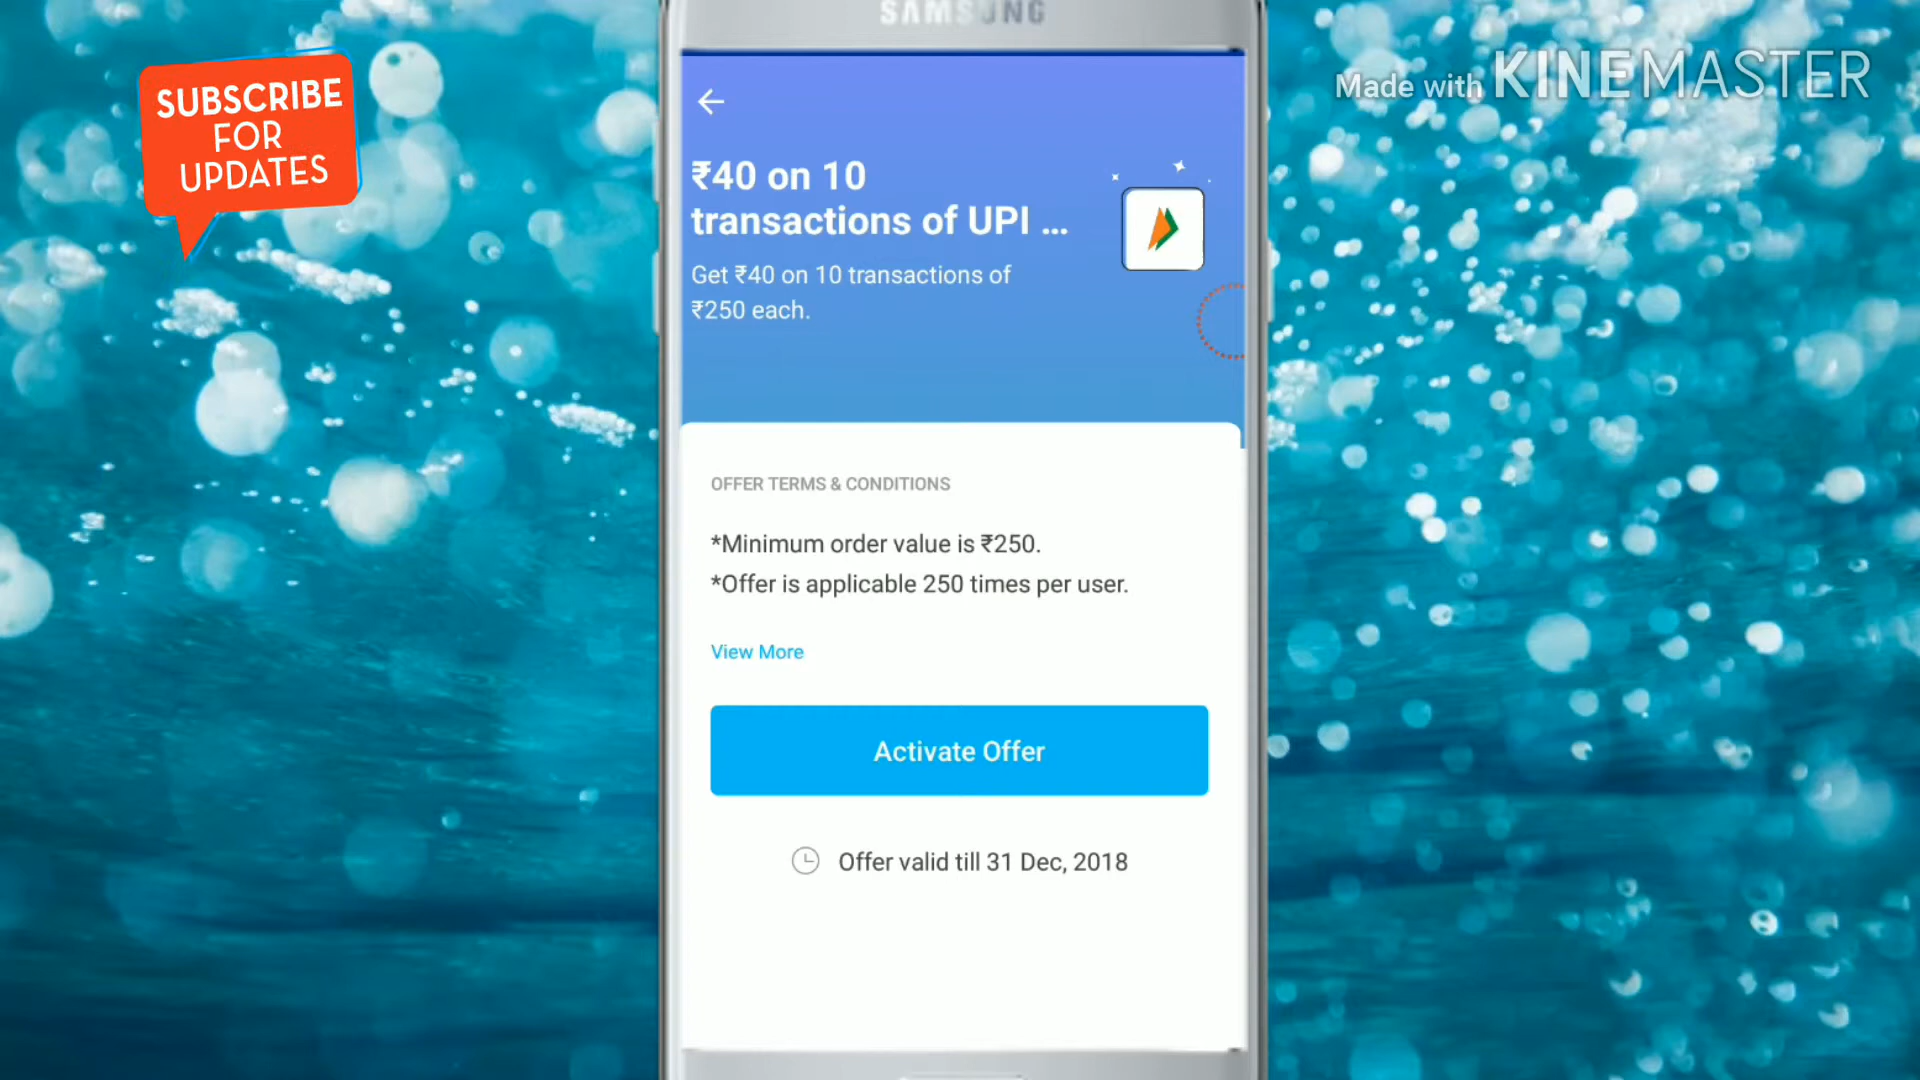 SAMSUNG
SUBSCRIBE
FOR
UPDATES
Made with KINEMASTER
₹40 on 10
transactions of UPI ...
Get ₹40 on 10 transactions of
₹250 each.
OFFER TERMS & CONDITIONS
*Minimum order value is ₹250.
*Offer is applicable 250 times per user.
View More
Activate Offer
Offer valid till 31 Dec, 2018